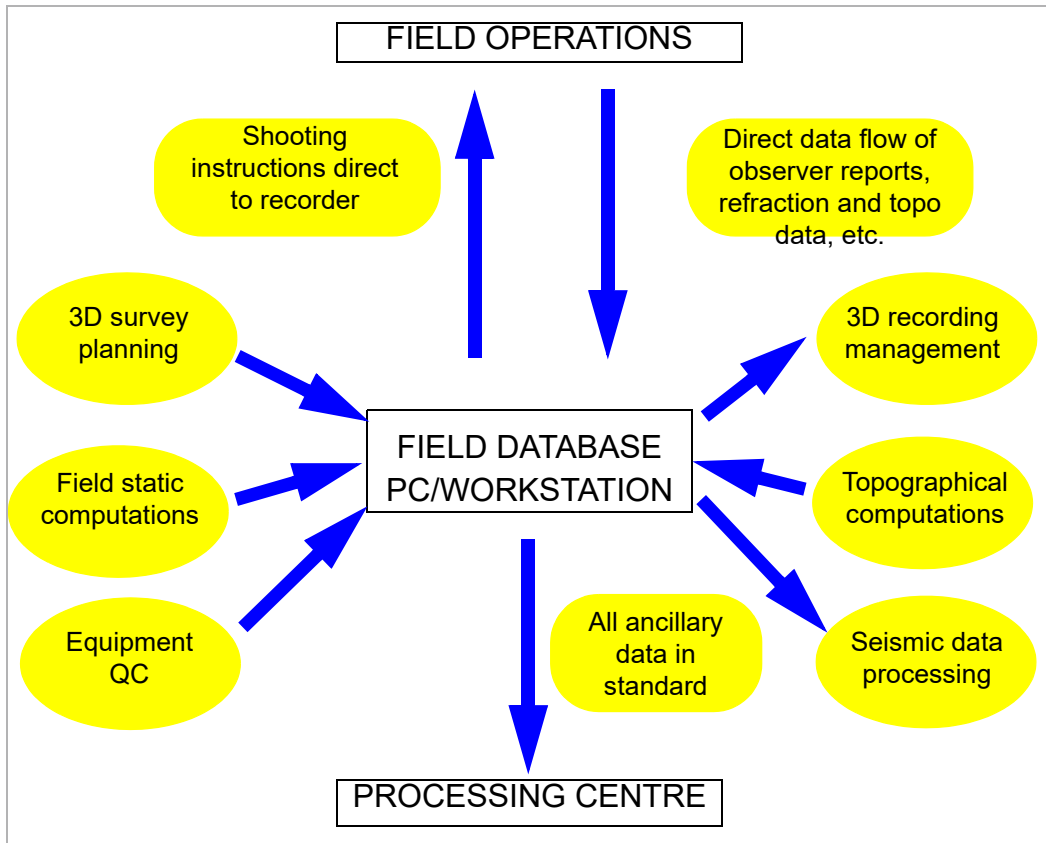 FIELD OPERATIONS
Shooting
instructions direct
to recorder
Direct data flow of
observer reports,
refraction and topo
data, etc.
3D survey
planning
3D recording
management
FIELD DATABASE
PC/WORKSTATION
Field static
computations
Topographical
computations
Equipment
QC
All ancillary
data in
standard
Seismic data
processing
PROCESSING CENTRE